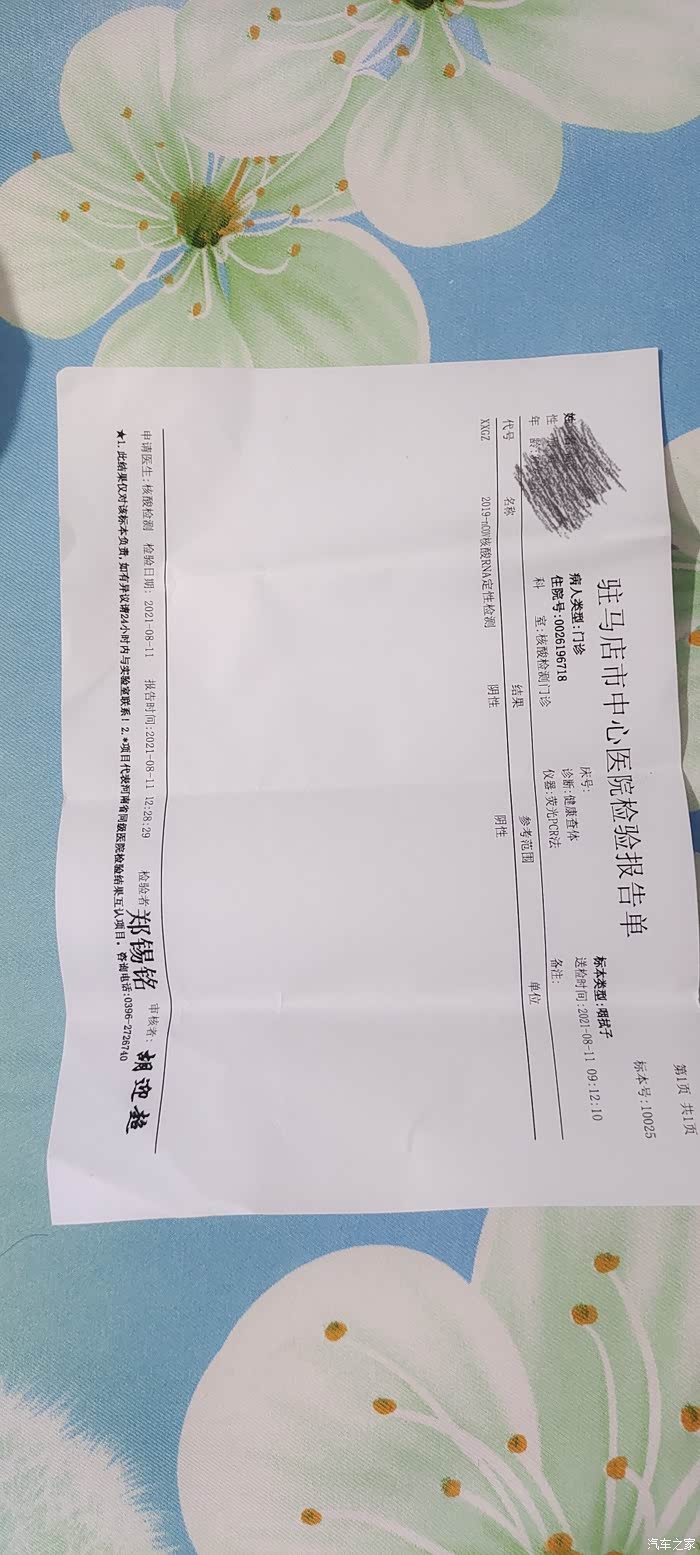 第1页 共1页
驻马店市中心医院检验报告单
标本号:10025
姓
病人类型:门诊
床号:
标本类型:咽拭子
性
住院号:0026196718
诊断:健康查体
送检时间:2021-08-11 09:12:10
年 龄:
科 室:核酸检测门诊
仪器:荧光PCR法
备注:
代号 名称 结果 参考范围 单位
XXGZ 2019-nCOV核酸RNA定性检测 阴性 阴性
申请医生:核酸检测 检验日期: 2021-08-11 报告时间:2021-08-11 12:28:29 检验者 郑锡铭 审核者: 胡迎超
★1.此结果仅对该标本负责,如有异议请24小时内与实验室联系! 2.*项目代表河南省同级医院检验结果互认项目。 咨询电话:0396-2726740
汽车之家